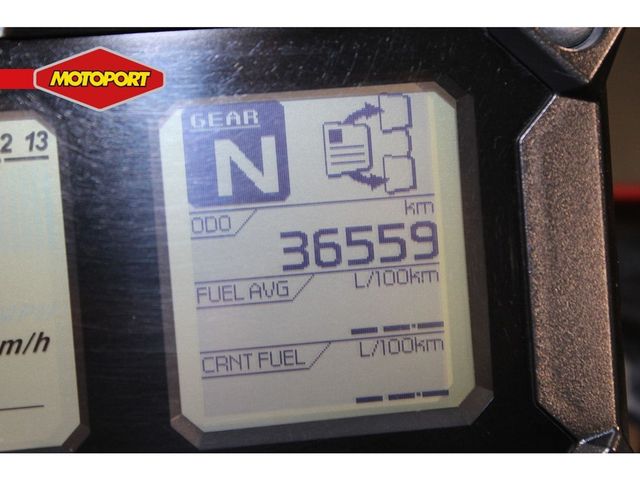 MOTOPORT
2 13
GEAR
N
km
ODO
36559
FUEL AVG L/100km
--.-
CRNT FUEL L/100km
--.-
m/h